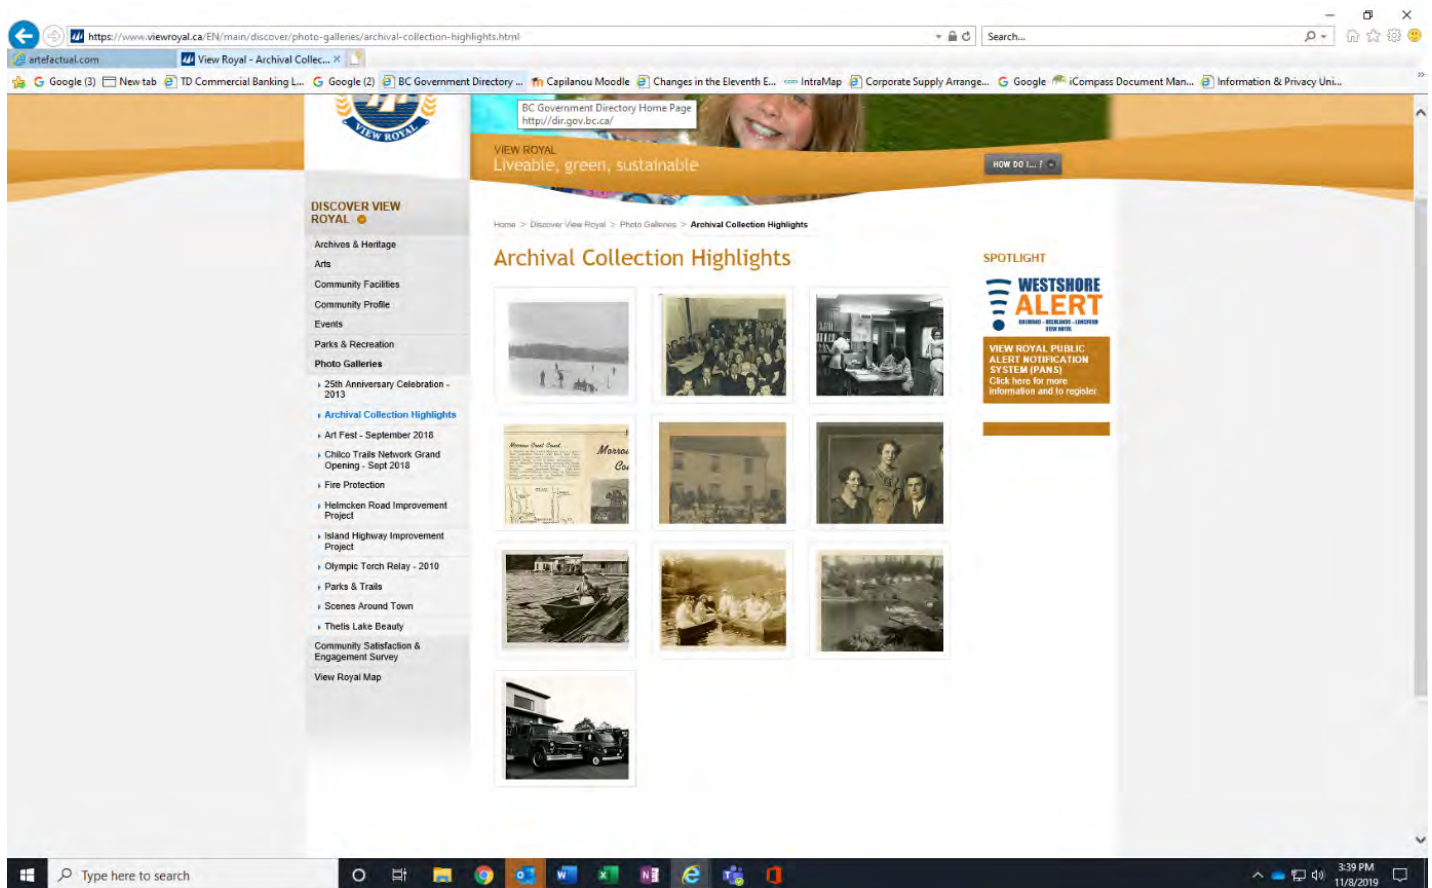 https://www.viewroyal.ca/EN/main/discover/photo-galleries/archival-collection-highlights.html
Search...
artefactual.com
View Royal - Archival Collec...
Google (3)
New tab
TD Commercial Banking L...
Google (2)
BC Government Directory ...
Capilanou Moodle
Changes in the Eleventh E...
IntraMap
Corporate Supply Arrange...
Google
iCompass Document Man...
Information & Privacy Uni...
BC Government Directory Home Page
http://dir.gov.bc.ca/
VIEW ROYAL
VIEW ROYAL
Liveable, green, sustainable
HOW DO I... ?
DISCOVER VIEW
ROYAL
Archives & Heritage
Arts
Community Facilities
Community Profile
Events
Parks & Recreation
Photo Galleries
25th Anniversary Celebration -
2013
Archival Collection Highlights
Art Fest - September 2018
Chilco Trails Network Grand
Opening - Sept 2018
Fire Protection
Helmcken Road Improvement
Project
Island Highway Improvement
Project
Olympic Torch Relay - 2010
Parks & Trails
Scenes Around Town
Thetis Lake Beauty
Community Satisfaction &
Engagement Survey
View Royal Map
Home > Discover View Royal > Photo Galleries > Archival Collection Highlights
Archival Collection Highlights
SPOTLIGHT
WESTSHORE
ALERT
VIEW ROYAL
VIEW ROYAL PUBLIC
ALERT NOTIFICATION
SYSTEM (PANS)
Click here for more
information and to register.
Type here to search
3:39 PM
11/8/2019